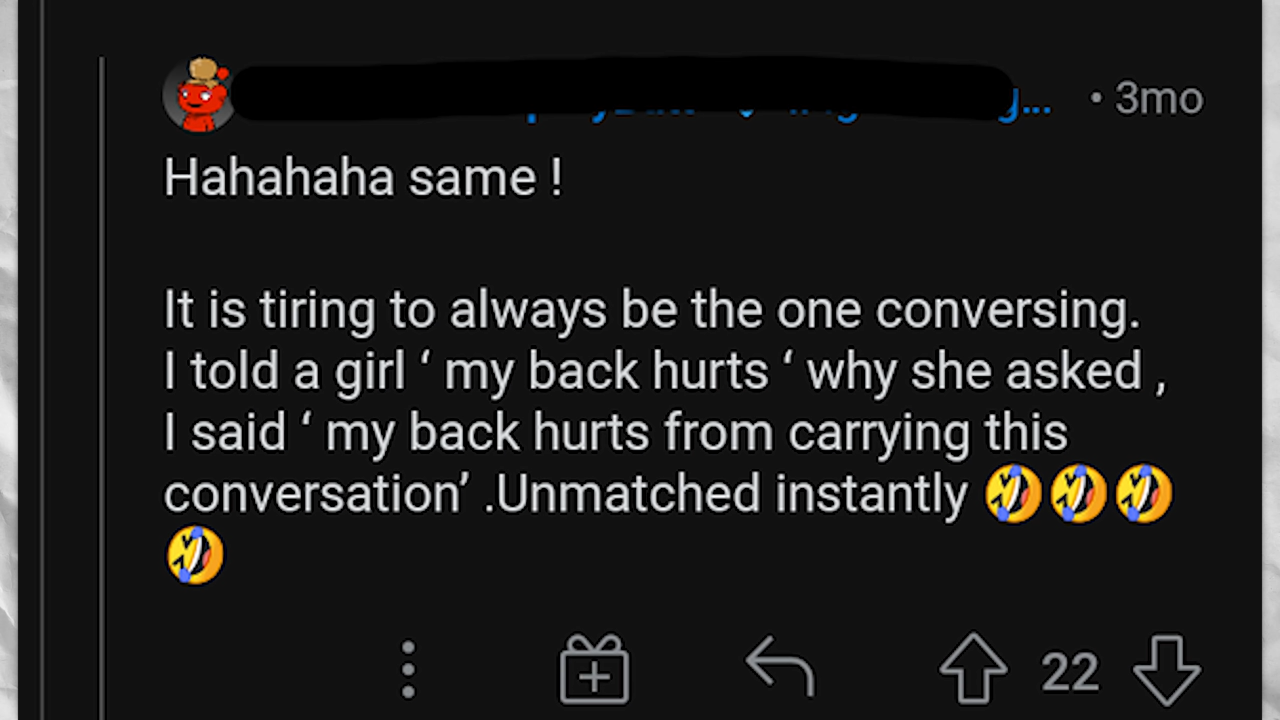 • 3mo
Hahahaha same !
It is tiring to always be the one conversing.
I told a girl ‘ my back hurts ‘ why she asked ,
I said ‘ my back hurts from carrying this
conversation’ .Unmatched instantly 🤣🤣🤣
🤣
22